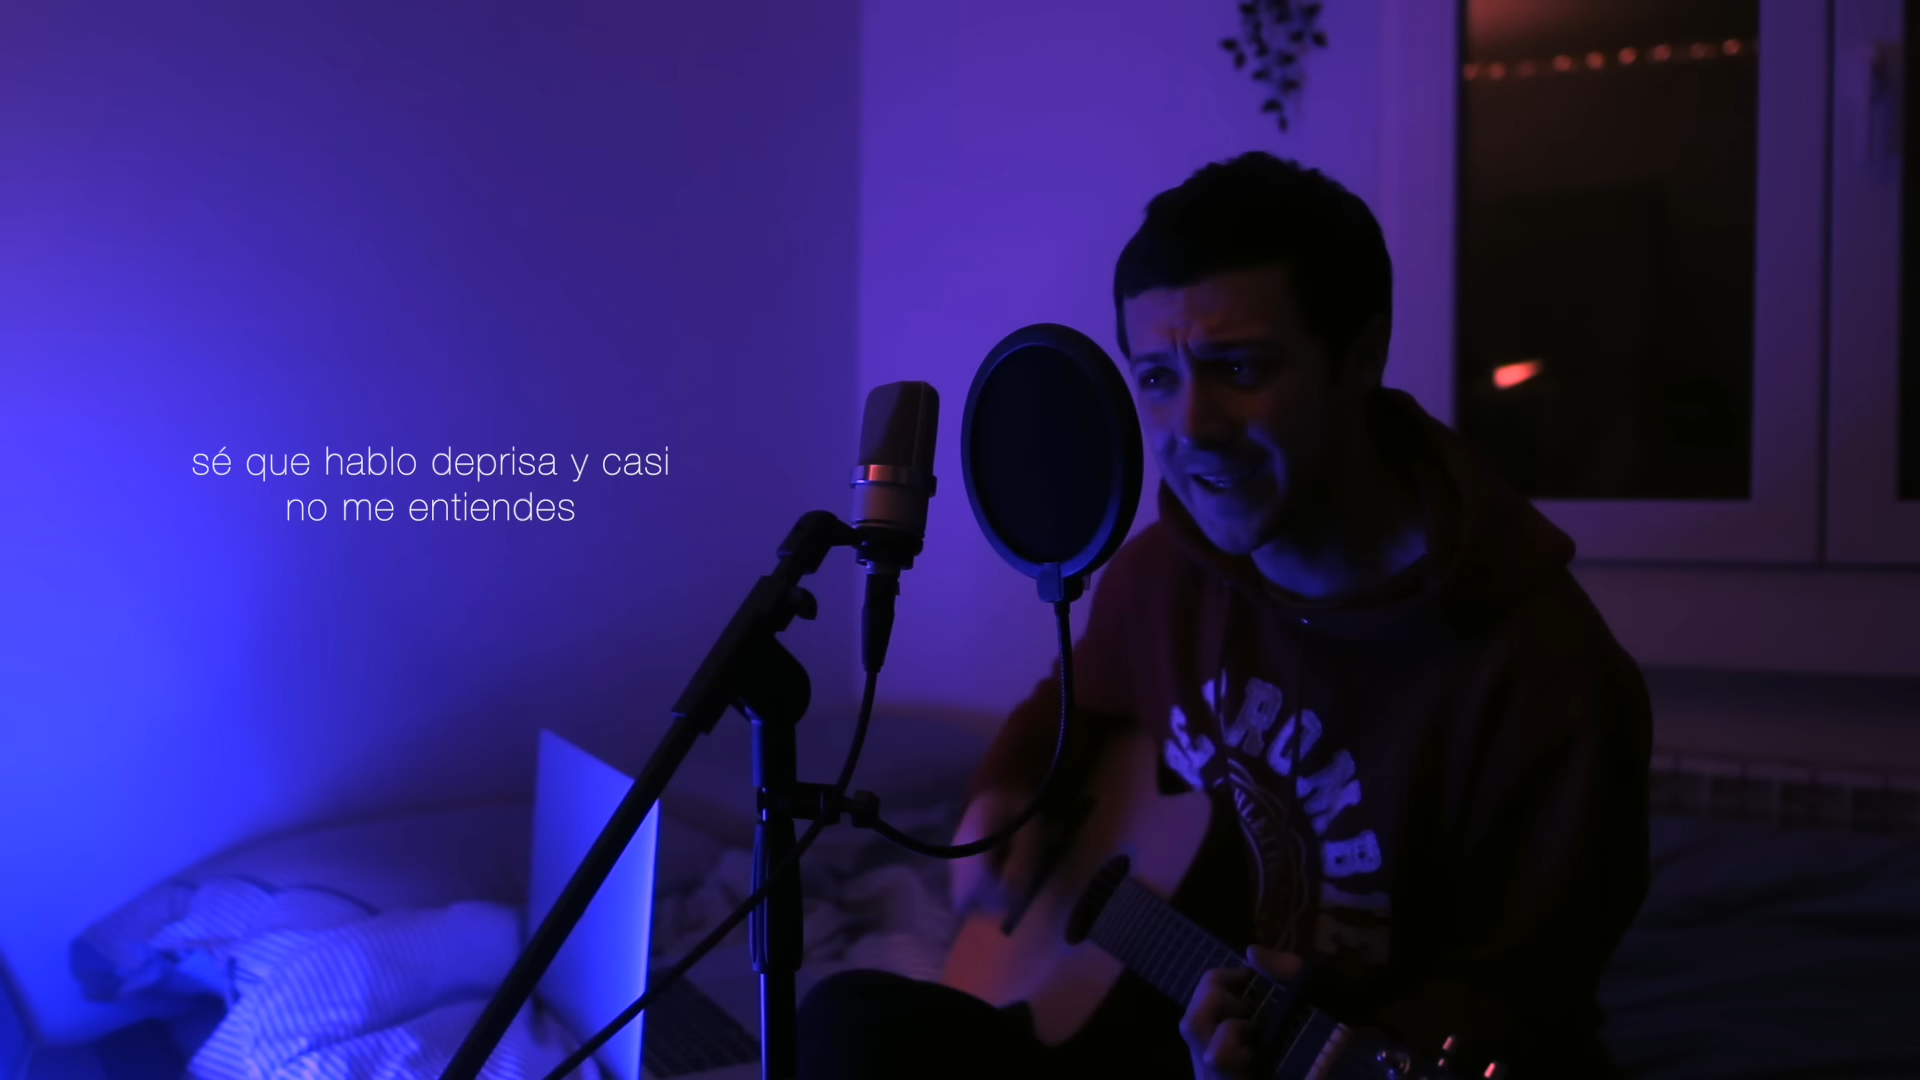 sé que hablo deprisa y casi
no me entiendes